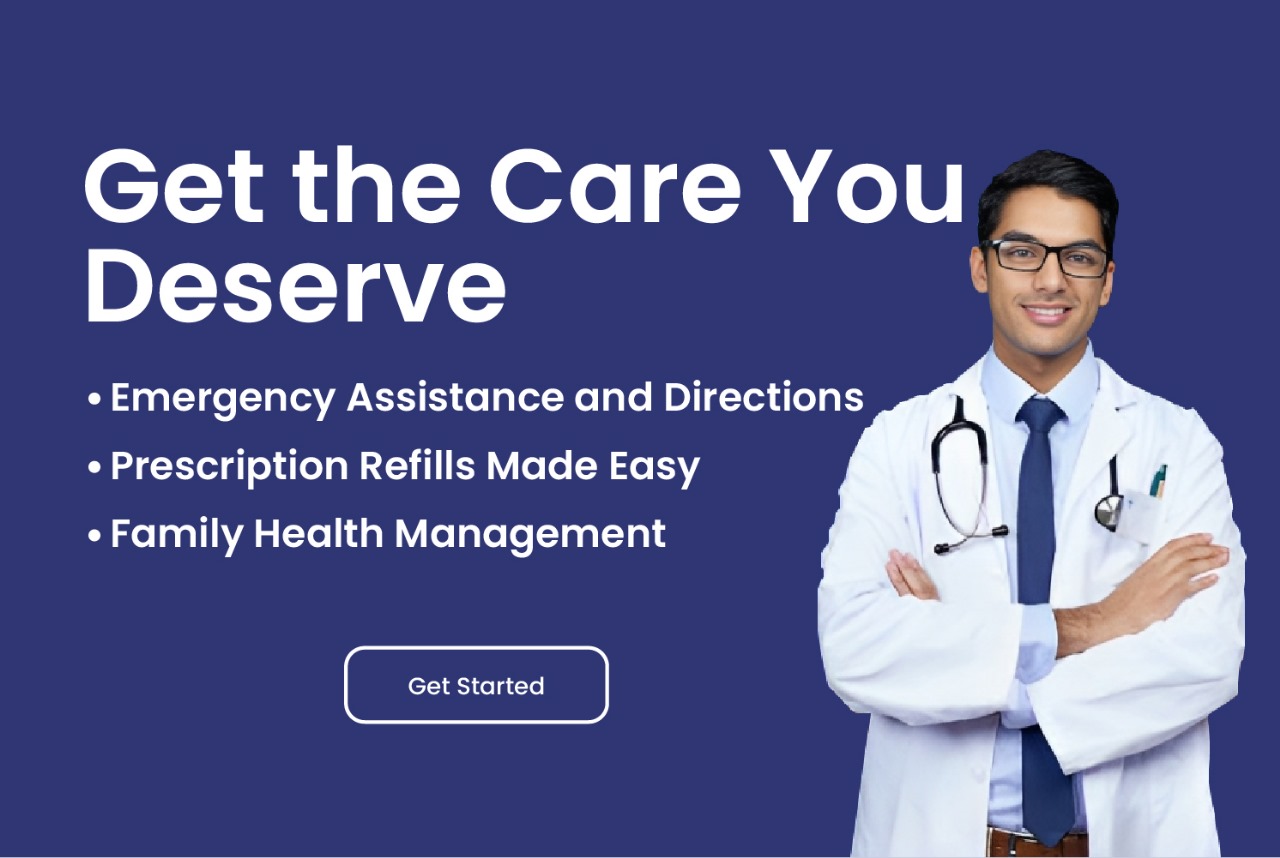 Get the Care You
Deserve
• Emergency Assistance and Directions
• Prescription Refills Made Easy
• Family Health Management
Get Started